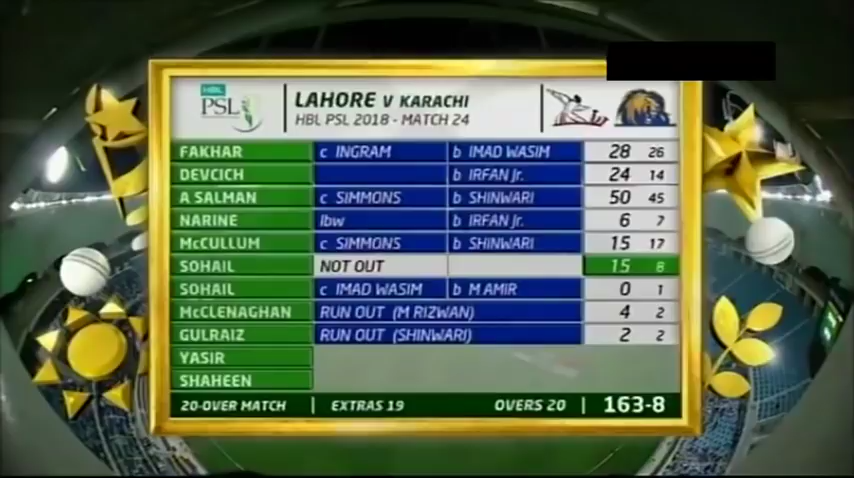 HBL
PSL
LAHORE V KARACHI
HBL PSL 2018 - MATCH 24
FAKHAR c INGRAM b IMAD WASIM 28 26
DEVCICH b IRFAN Jr. 24 14
A SALMAN c SIMMONS b SHINWARI 50 45
NARINE lbw b IRFAN Jr. 6 7
McCULLUM c SIMMONS b SHINWARI 15 17
SOHAIL NOT OUT 15 8
SOHAIL c IMAD WASIM b M AMIR 0 1
McCLENAGHAN RUN OUT (M RIZWAN) 4 2
GULRAIZ RUN OUT (SHINWARI) 2 2
YASIR
SHAHEEN
20-OVER MATCH EXTRAS 19 OVERS 20 163-8